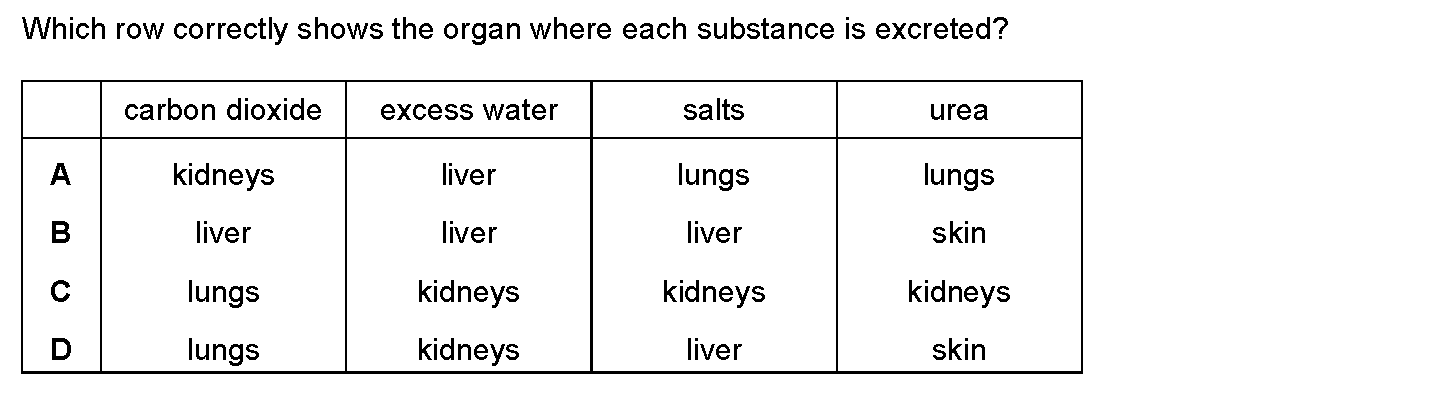 Which row correctly shows the organ where each substance is excreted?
carbon dioxide excess water salts urea
A kidneys liver lungs lungs
B liver liver liver skin
C lungs kidneys kidneys kidneys
D lungs kidneys liver skin